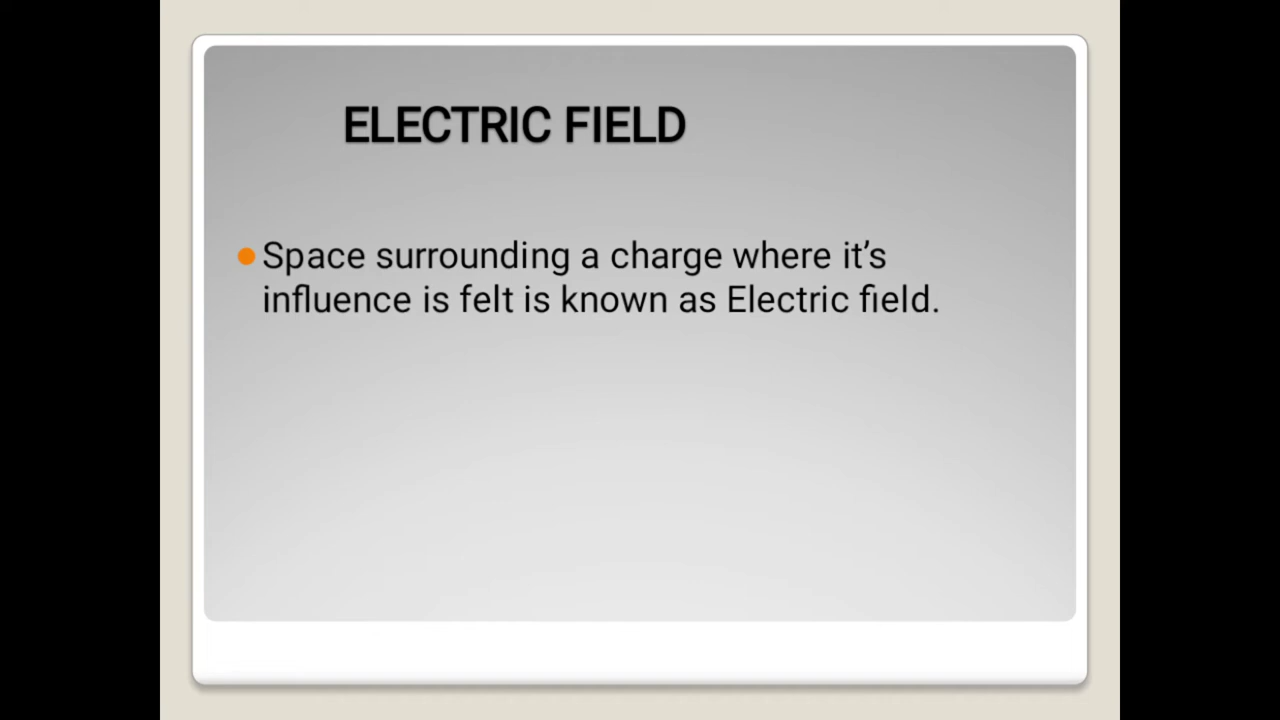 ELECTRIC FIELD
Space surrounding a charge where it’s
influence is felt is known as Electric field.